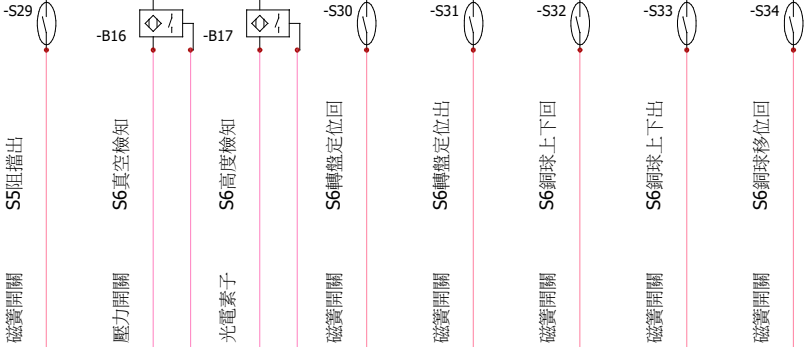 -S29
-B16
-B17
-S30
-S31
-S32
-S33
-S34
S5阻擋出
S6真空檢知
S6高度檢知
S6轉盤定位回
S6轉盤定位出
S6銅球上下回
S6銅球上下出
S6銅球移位回
磁簧開關
壓力開關
光電素子
磁簧開關
磁簧開關
磁簧開關
磁簧開關
磁簧開關